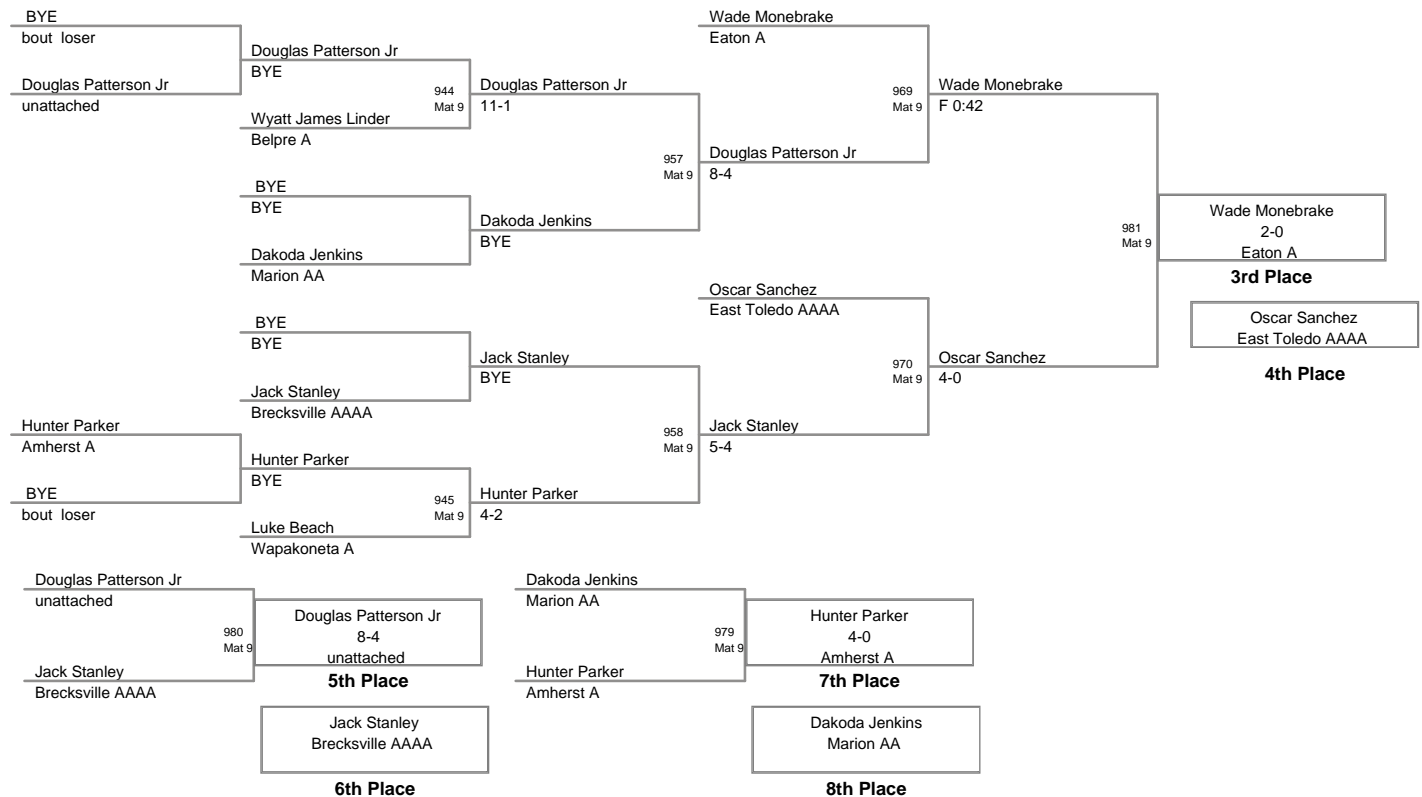 BYE
bout loser
Douglas Patterson Jr
unattached
Douglas Patterson Jr
BYE
Wyatt James Linder
Belpre A
944
Mat 9
Douglas Patterson Jr
11-1
BYE
BYE
Dakoda Jenkins
Marion AA
Dakoda Jenkins
BYE
957
Mat 9
Douglas Patterson Jr
8-4
Wade Monebrake
Eaton A
969
Mat 9
Wade Monebrake
F 0:42
BYE
BYE
Jack Stanley
Brecksville AAAA
Jack Stanley
BYE
Hunter Parker
Amherst A
BYE
bout loser
Hunter Parker
BYE
Luke Beach
Wapakoneta A
945
Mat 9
Hunter Parker
4-2
958
Mat 9
Jack Stanley
5-4
Oscar Sanchez
East Toledo AAAA
970
Mat 9
Oscar Sanchez
4-0
981
Mat 9
Wade Monebrake
2-0
Eaton A
3rd Place
Oscar Sanchez
East Toledo AAAA
4th Place
Douglas Patterson Jr
unattached
Jack Stanley
Brecksville AAAA
980
Mat 9
Douglas Patterson Jr
8-4
unattached
5th Place
Jack Stanley
Brecksville AAAA
6th Place
Dakoda Jenkins
Marion AA
Hunter Parker
Amherst A
979
Mat 9
Hunter Parker
4-0
Amherst A
7th Place
Dakoda Jenkins
Marion AA
8th Place